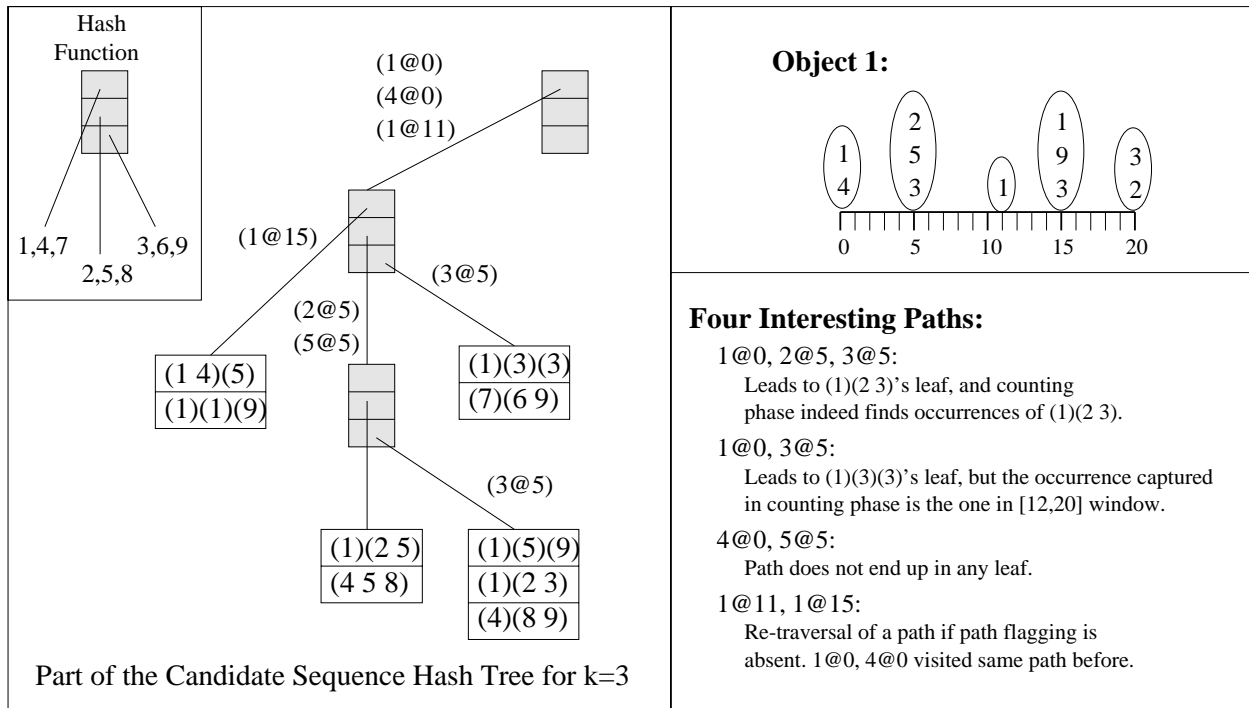 Hash
Function
1,4,7
2,5,8
3,6,9
(1@0)
(4@0)
(1@11)
(1@15)
(2@5)
(5@5)
(3@5)
(1 4)(5)
(1)(1)(9)
(1)(3)(3)
(7)(6 9)
(3@5)
(1)(2 5)
(4 5 8)
(1)(5)(9)
(1)(2 3)
(4)(8 9)
Part of the Candidate Sequence Hash Tree for k=3
Object 1:
1
4
2
5
3
1
1
9
3
3
2
0 5 10 15 20
Four Interesting Paths:
1@0, 2@5, 3@5:
Leads to (1)(2 3)'s leaf, and counting
phase indeed finds occurrences of (1)(2 3).
1@0, 3@5:
Leads to (1)(3)(3)'s leaf, but the occurrence captured
in counting phase is the one in [12,20] window.
4@0, 5@5:
Path does not end up in any leaf.
1@11, 1@15:
Re-traversal of a path if path flagging is
absent. 1@0, 4@0 visited same path before.